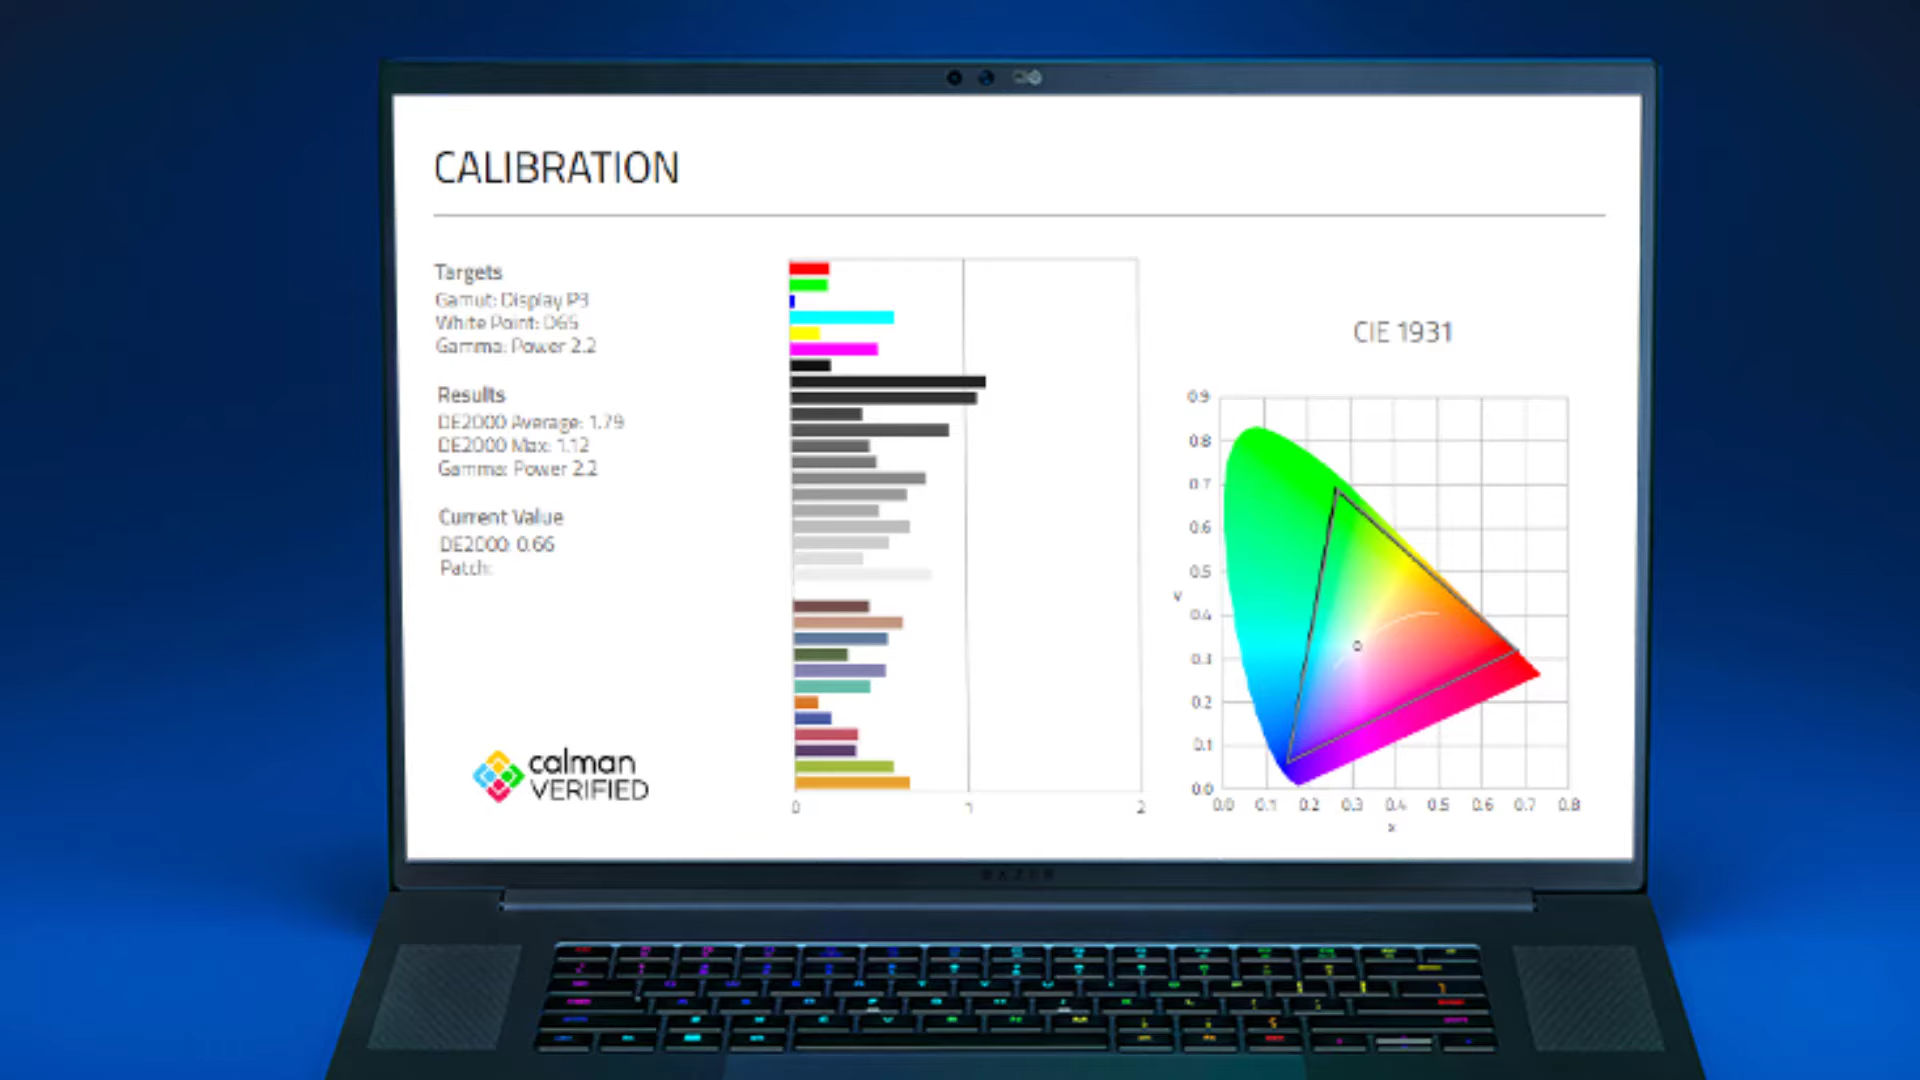 CALIBRATION
Targets
Gamut: Display P3
White Point: D65
Gamma: Power 2.2
Results
DE2000 Average: 1.79
DE2000 Max: 1.12
Gamma: Power 2.2
Current Value
DE2000: 0.66
Patch:
calman
VERIFIED
0 1 2
CIE 1931
0.9
0.8
0.7
0.6
0.5
y
0.4
0.3
0.2
0.1
0.0
0.0 0.1 0.2 0.3 0.4 0.5 0.6 0.7 0.8
x
RAZER